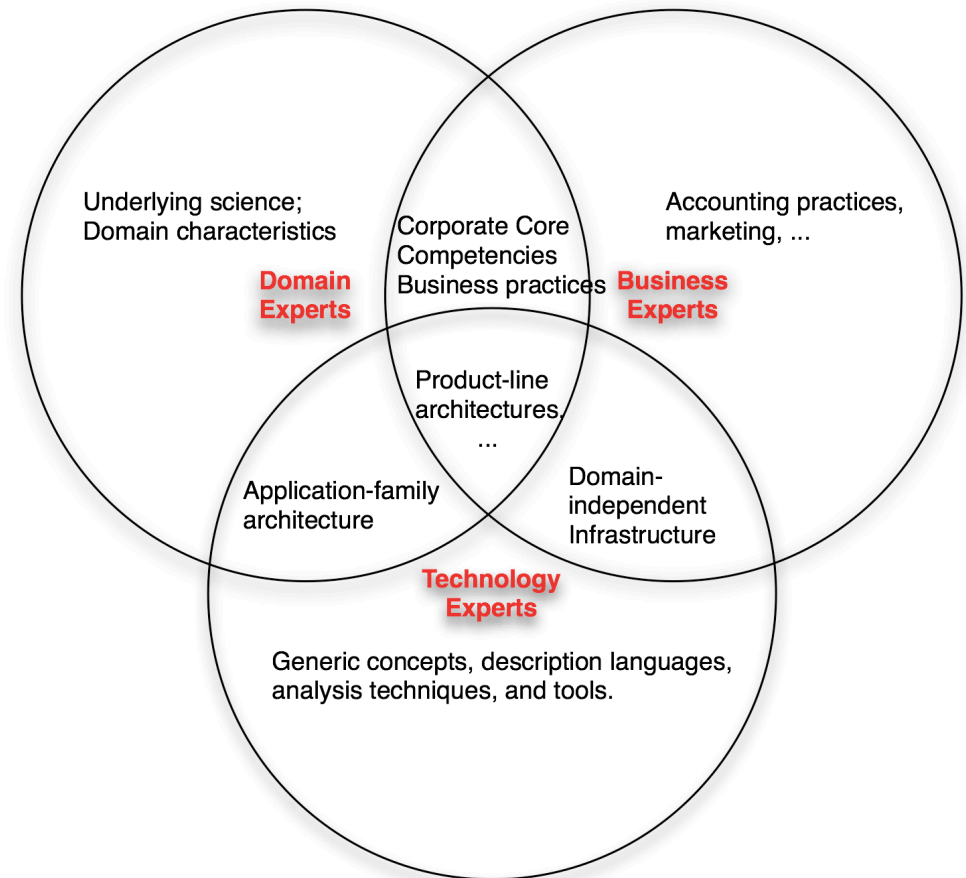 Underlying science;
Domain characteristics
Domain
Experts
Corporate Core
Competencies
Business practices
Accounting practices,
marketing, ...
Business
Experts
Product-line
architectures,
...
Application-family
architecture
Domain-
independent
Infrastructure
Technology
Experts
Generic concepts, description languages,
analysis techniques, and tools.